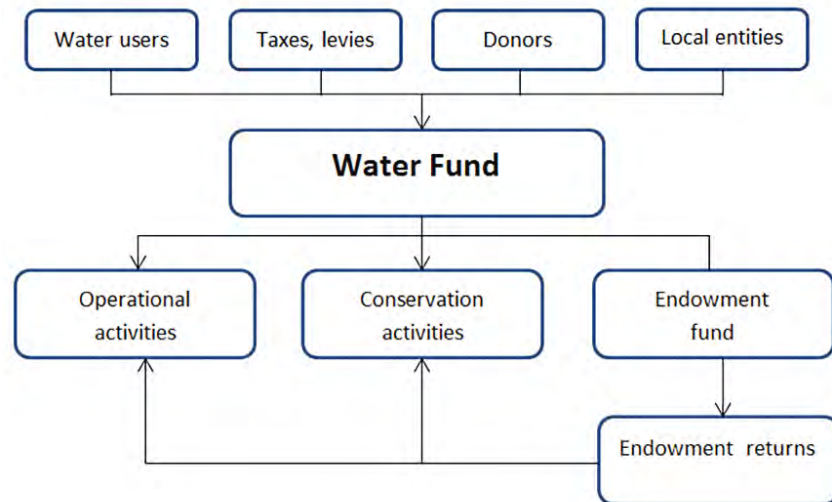 Water users
Taxes, levies
Donors
Local entities
Water Fund
Operational
activities
Conservation
activities
Endowment
fund
Endowment returns